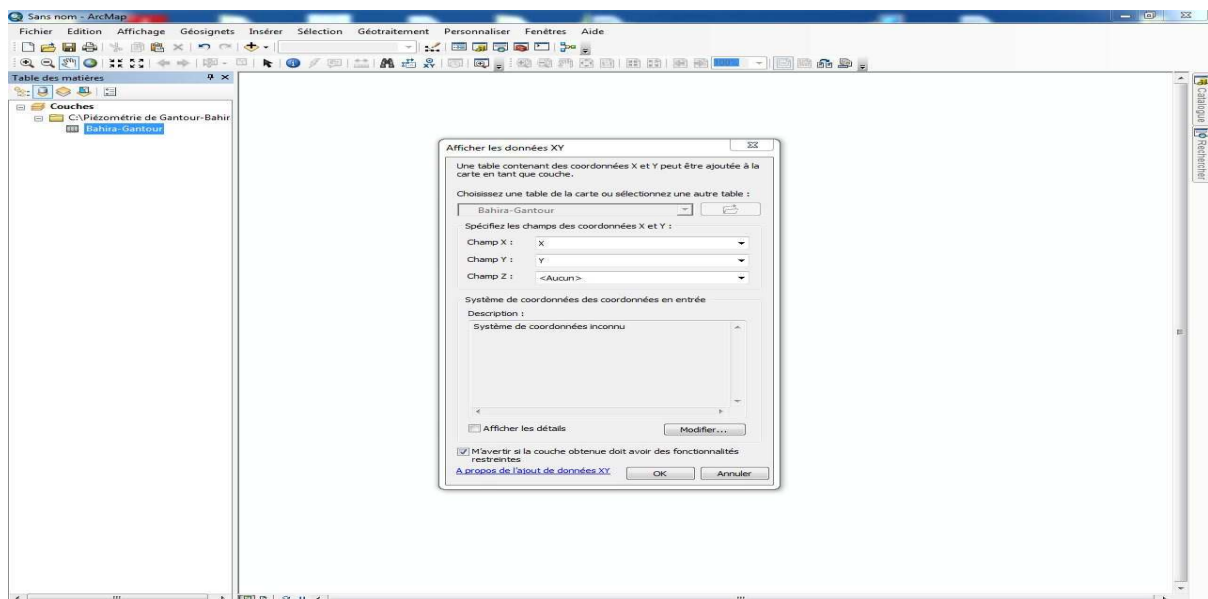 Sans nom - ArcMap
Fichier Edition Affichage Géosignets Insérer Sélection Géotraitement Personnaliser Fenêtres Aide
Table des matières
Couches
C:\Piézométrie de Gantour-Bahir
Bahira-Gantour
Afficher les données XY
Une table contenant des coordonnées X et Y peut être ajoutée à la
carte en tant que couche.
Choisissez une table de la carte ou sélectionnez une autre table :
Bahira-Gantour
Spécifiez les champs des coordonnées X et Y :
Champ X : X
Champ Y : Y
Champ Z : <Aucun>
Système de coordonnées des coordonnées en entrée
Description :
Système de coordonnées inconnu
Afficher les détails
Modifier...
M'avertir si la couche obtenue doit avoir des fonctionnalités
restreintes
A propos de l'ajout de données XY
OK
Annuler
Catalogue
Rechercher